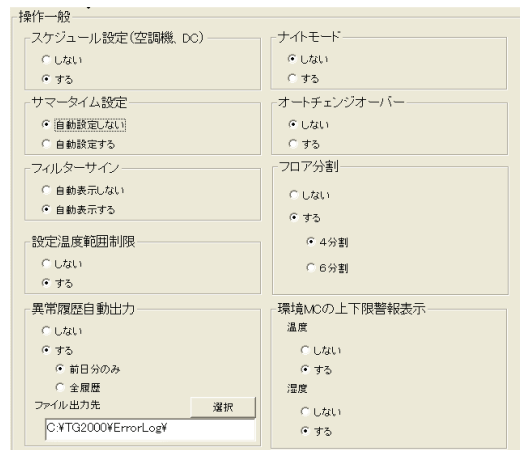 操作一般
スケジュール設定(空調機、DC)
しない
する
サマータイム設定
自動設定しない
自動設定する
フィルターサイン
自動表示しない
自動表示する
設定温度範囲制限
しない
する
異常履歴自動出力
しない
する
前日分のみ
全履歴
ファイル出力先
選択
C:¥TG2000¥ErrorLog¥
ナイトモード
しない
する
オートチェンジオーバー
しない
する
フロア分割
しない
する
4分割
6分割
環境MCの上下限警報表示
温度
しない
する
湿度
しない
する